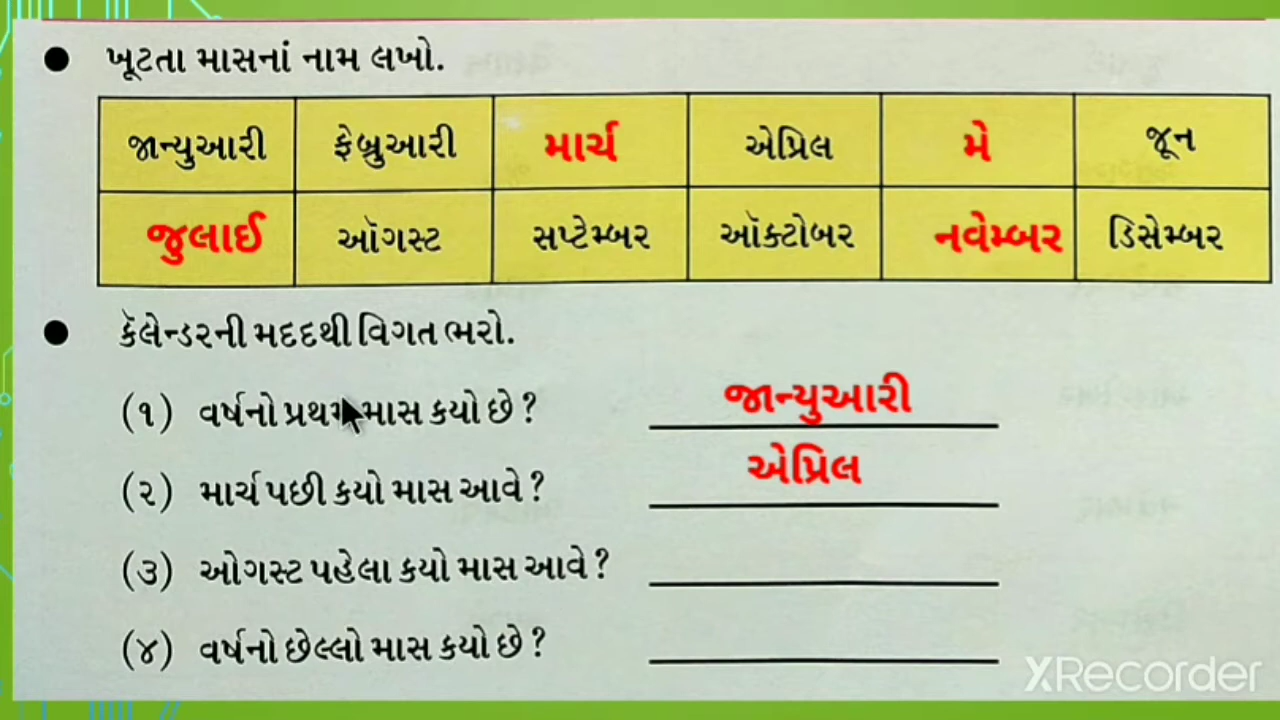 ● ખૂટતા માસનાં નામ લખો.
જાન્યુઆરી ફેબ્રુઆરી માર્ચ એપ્રિલ મે જૂન
જુલાઈ ઑગસ્ટ સપ્ટેમ્બર ઑક્ટોબર નવેમ્બર ડિસેમ્બર
● કૅલેન્ડરની મદદથી વિગત ભરો.
(૧) વર્ષનો પ્રથમ માસ કયો છે? જાન્યુઆરી
(૨) માર્ચ પછી કયો માસ આવે? એપ્રિલ
(૩) ઓગસ્ટ પહેલા કયો માસ આવે?
(૪) વર્ષનો છેલ્લો માસ કયો છે?
XRecorder